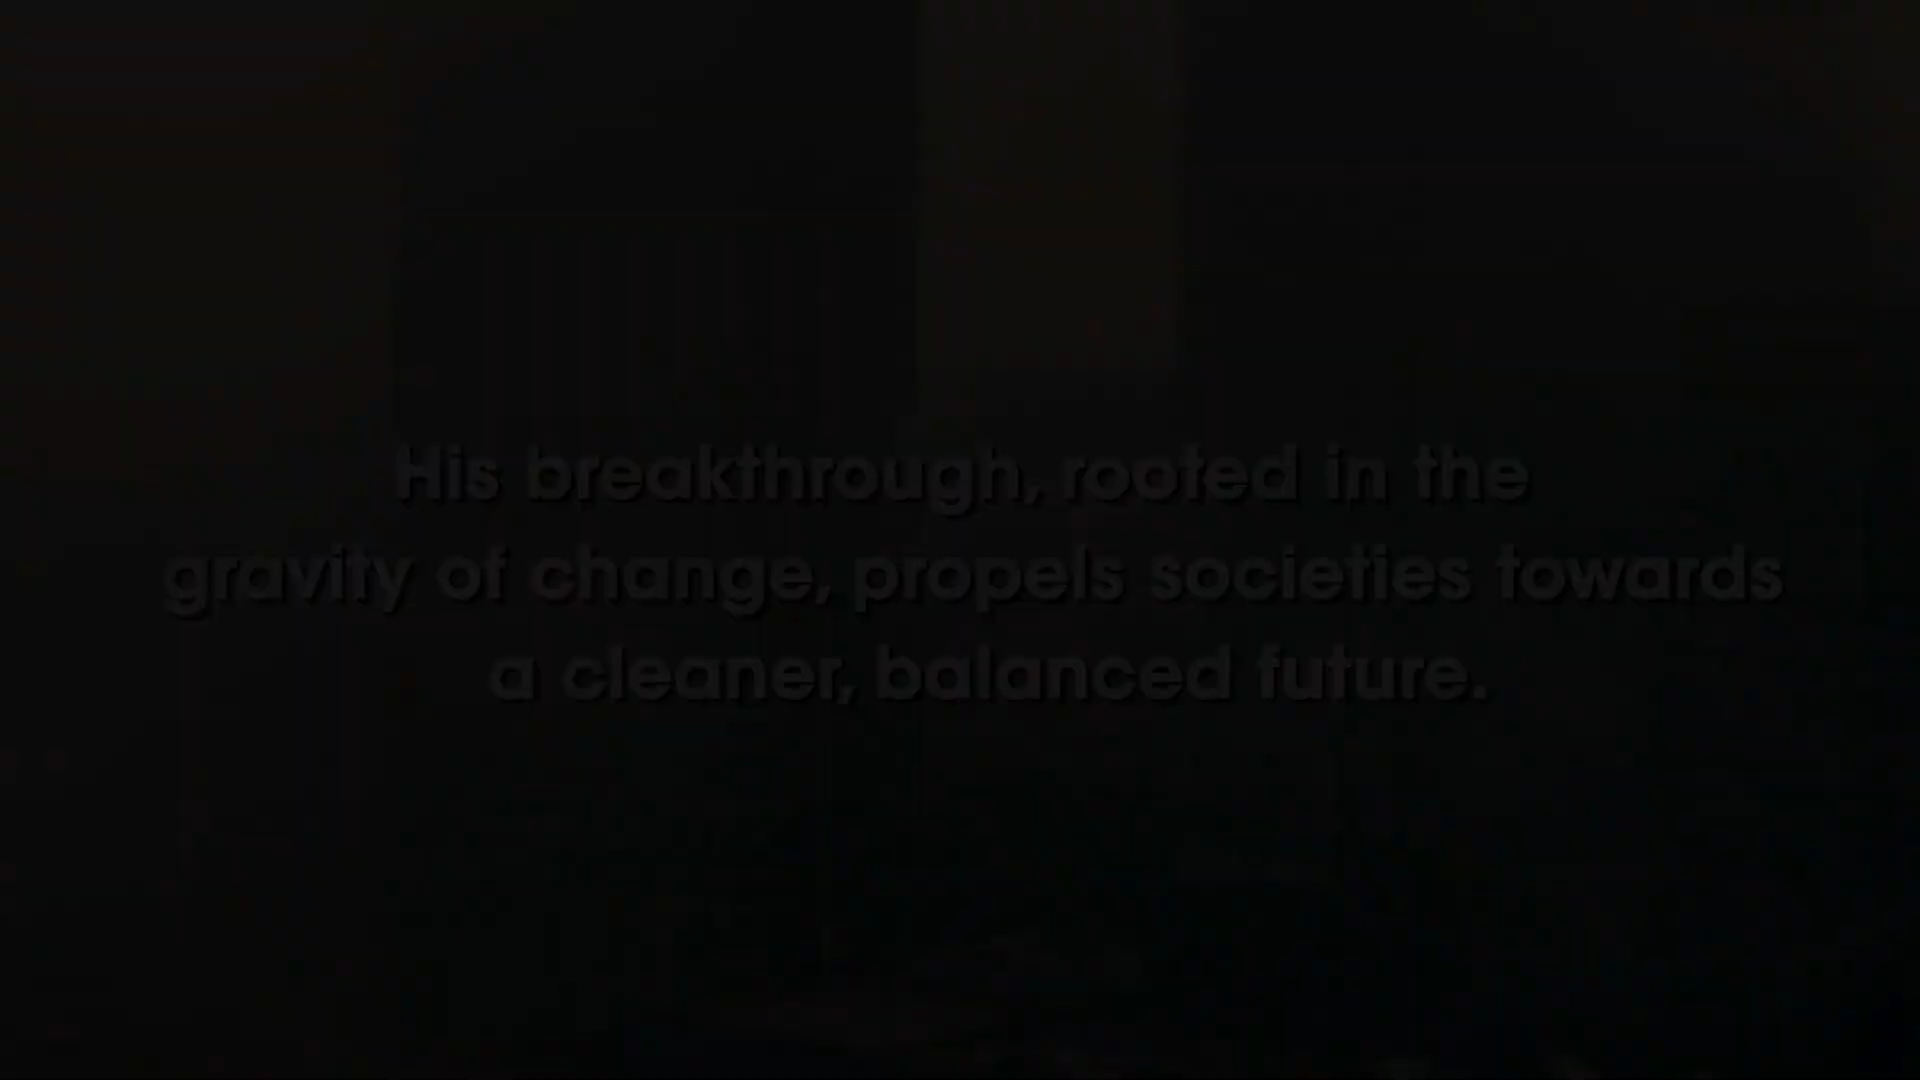 His breakthrough, rooted in the
gravity of change, propels societies towards
a cleaner, balanced future.